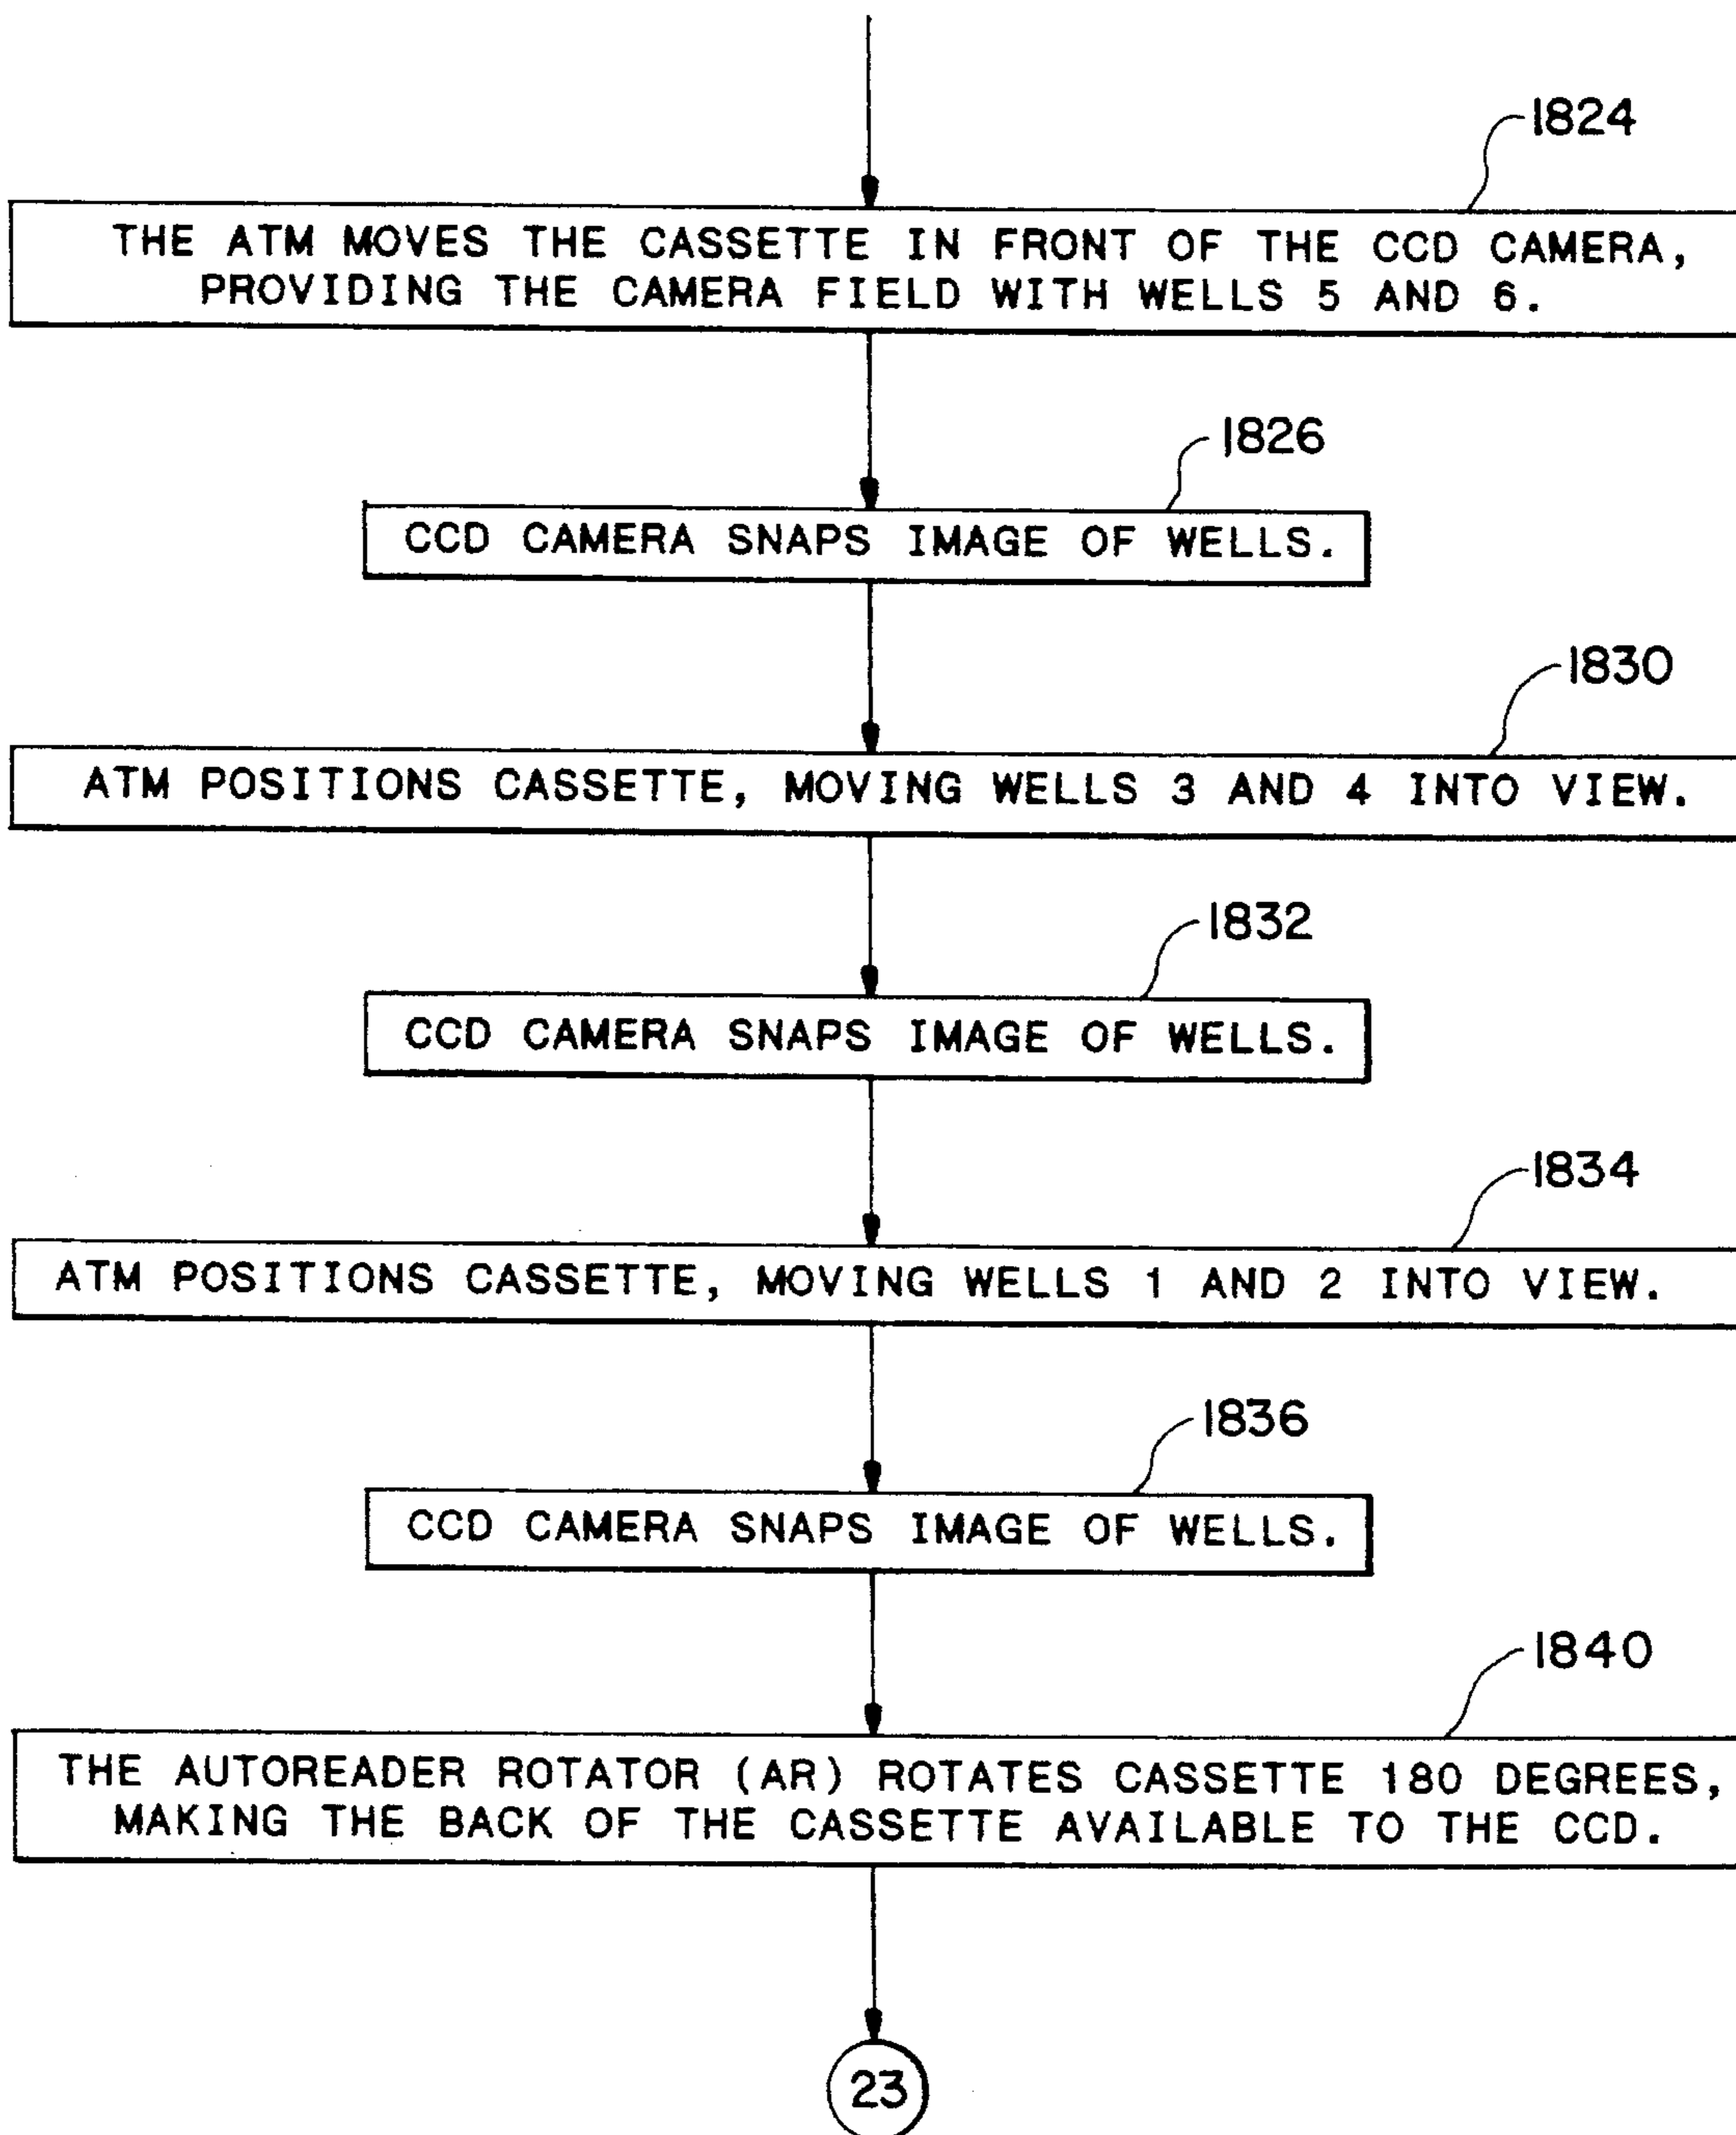 1824
THE ATM MOVES THE CASSETTE IN FRONT OF THE CCD CAMERA,
PROVIDING THE CAMERA FIELD WITH WELLS 5 AND 6.
1826
CCD CAMERA SNAPS IMAGE OF WELLS.
1830
ATM POSITIONS CASSETTE, MOVING WELLS 3 AND 4 INTO VIEW.
1832
CCD CAMERA SNAPS IMAGE OF WELLS.
1834
ATM POSITIONS CASSETTE, MOVING WELLS 1 AND 2 INTO VIEW.
1836
CCD CAMERA SNAPS IMAGE OF WELLS.
1840
THE AUTOREADER ROTATOR (AR) ROTATES CASSETTE 180 DEGREES,
MAKING THE BACK OF THE CASSETTE AVAILABLE TO THE CCD.
23